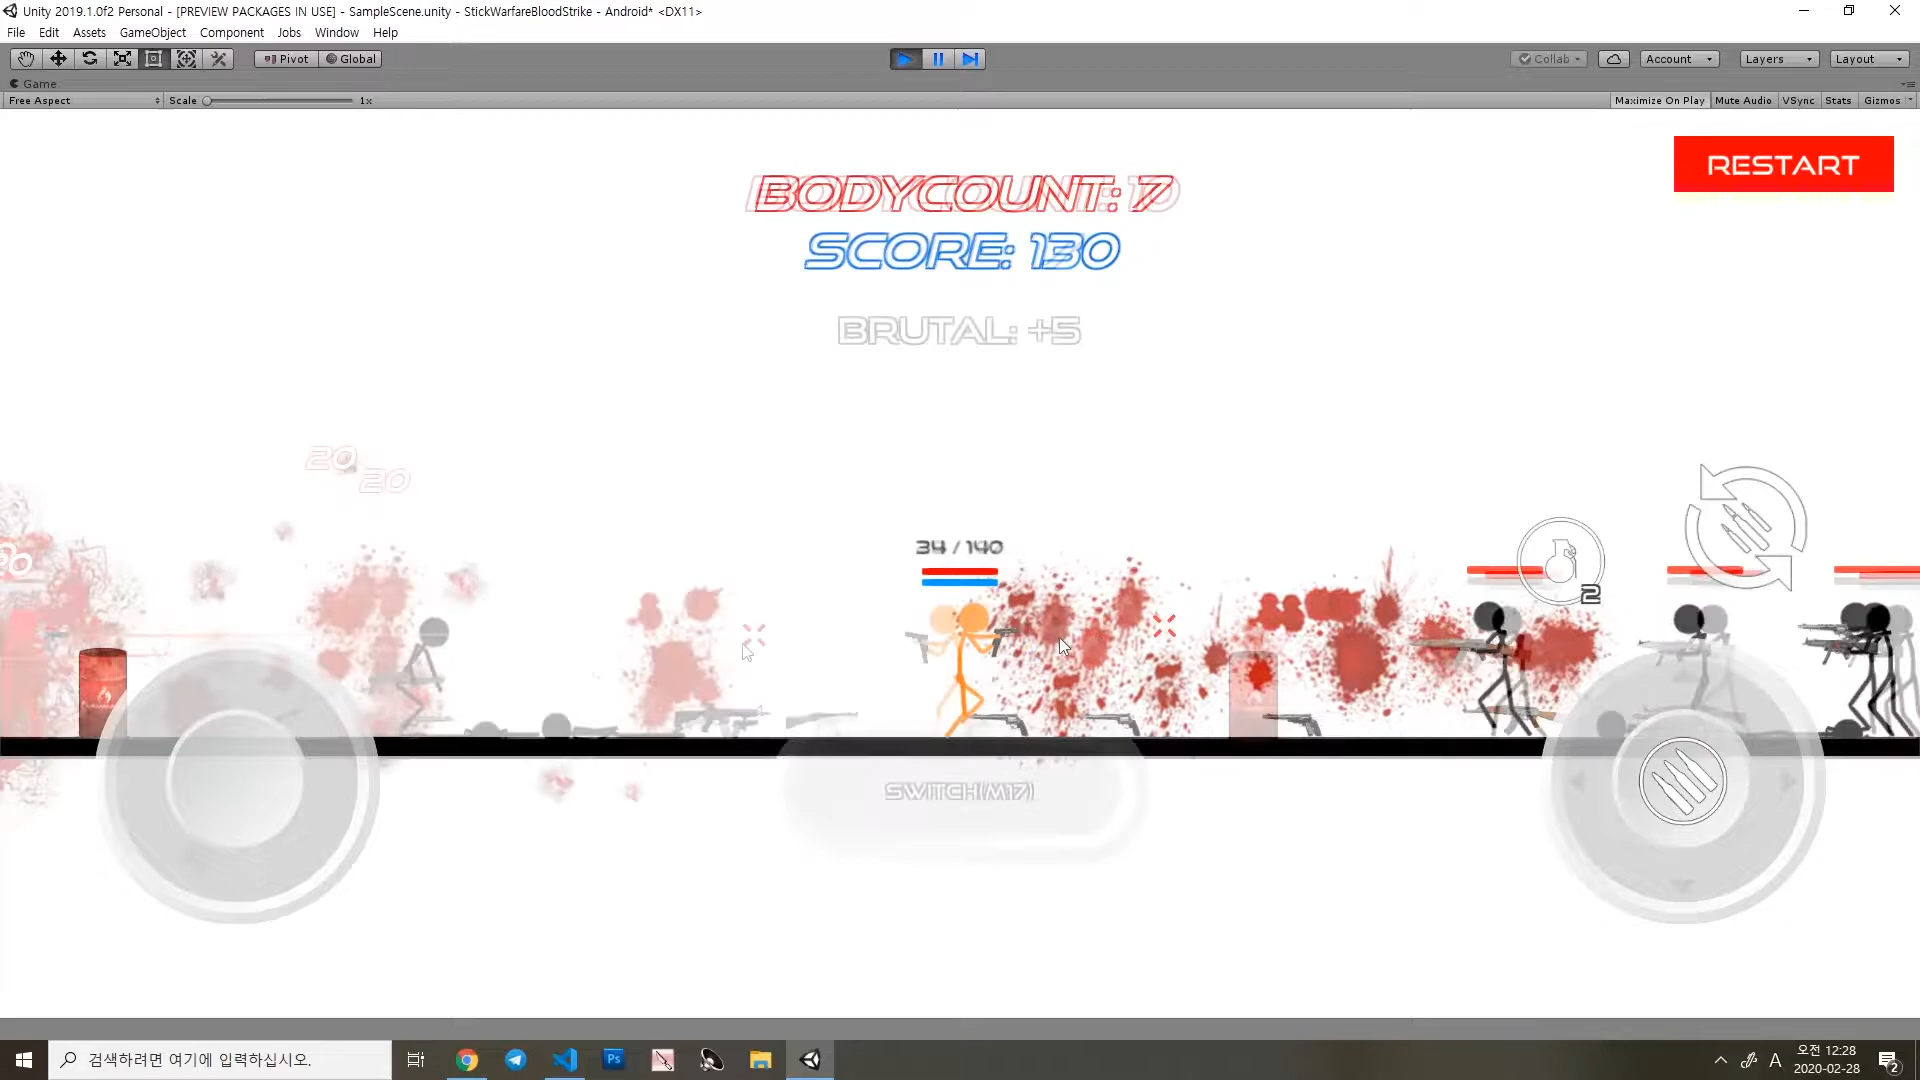 Unity 2019.1.0f2 Personal - [PREVIEW PACKAGES IN USE] - SampleScene.unity - StickWarfareBloodStrike - Android* <DX11>
File Edit Assets GameObject Component Jobs Window Help
Pivot Global Collab Account Layers Layout
Game
Free Aspect Scale 1x Maximize On Play Mute Audio VSync Stats Gizmos
RESTART
BODYCOUNT: 7
SCORE: 130
BRUTAL: +5
20
20
34 / 140
2
SWITCH(M17)
검색하려면 여기에 입력하십시오.
Ps
A
오전 12:28
2020-02-28
2